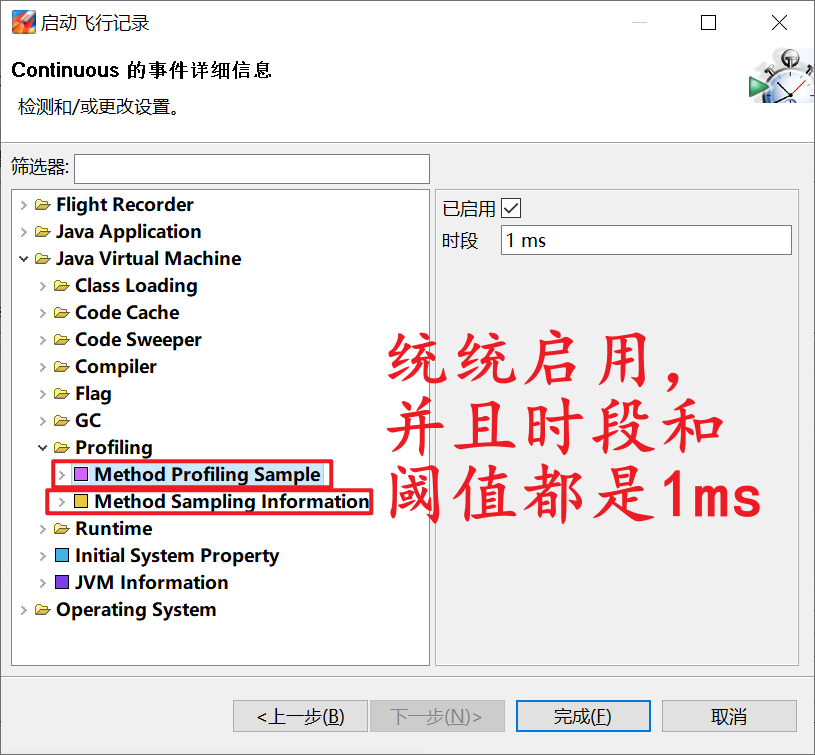 启动飞行记录
Continuous 的事件详细信息
检测和/或更改设置。
筛选器:
Flight Recorder
Java Application
Java Virtual Machine
Class Loading
Code Cache
Code Sweeper
Compiler
Flag
GC
Profiling
Method Profiling Sample
Method Sampling Information
Runtime
Initial System Property
JVM Information
Operating System
已启用
时段 1 ms
统统启用，
并且时段和
阈值都是1ms
<上一步(B)
下一步(N)>
完成(F)
取消